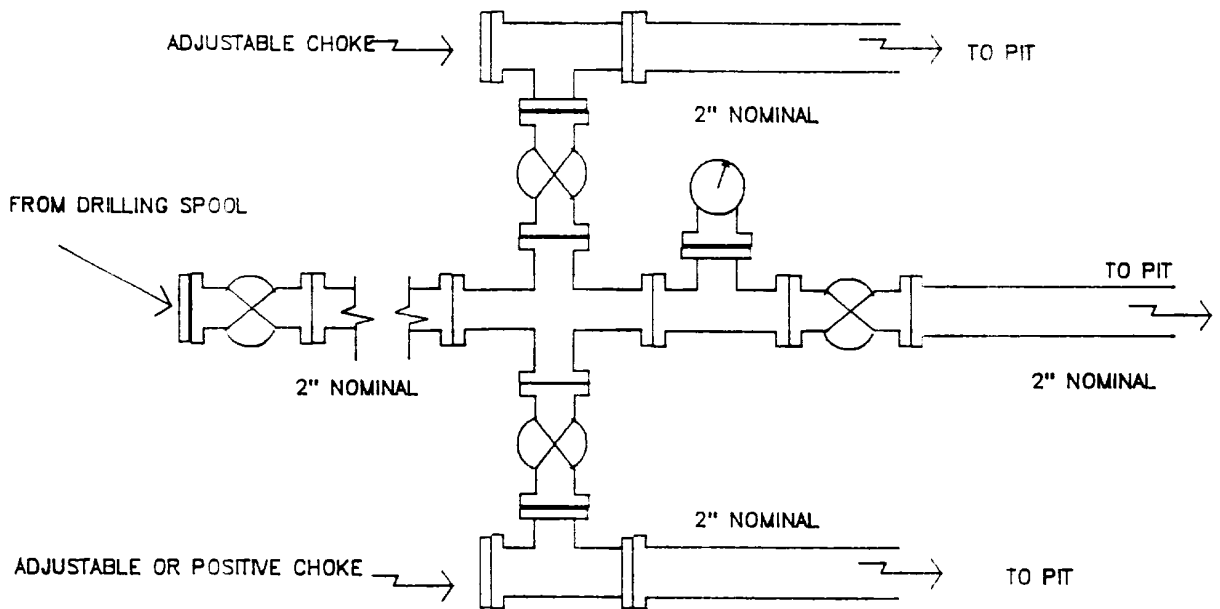 ADJUSTABLE CHOKE
TO PIT
2" NOMINAL
FROM DRILLING SPOOL
TO PIT
2" NOMINAL
2" NOMINAL
2" NOMINAL
ADJUSTABLE OR POSITIVE CHOKE
TO PIT